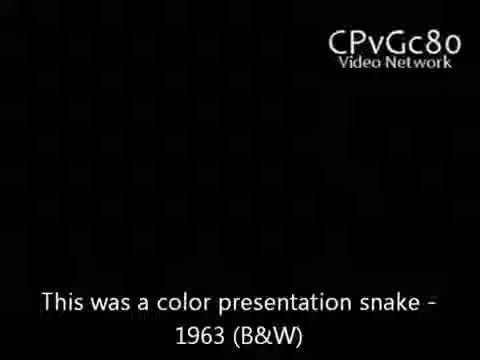 CPvGc80
Video Network
This was a color presentation snake -
1963 (B&W)